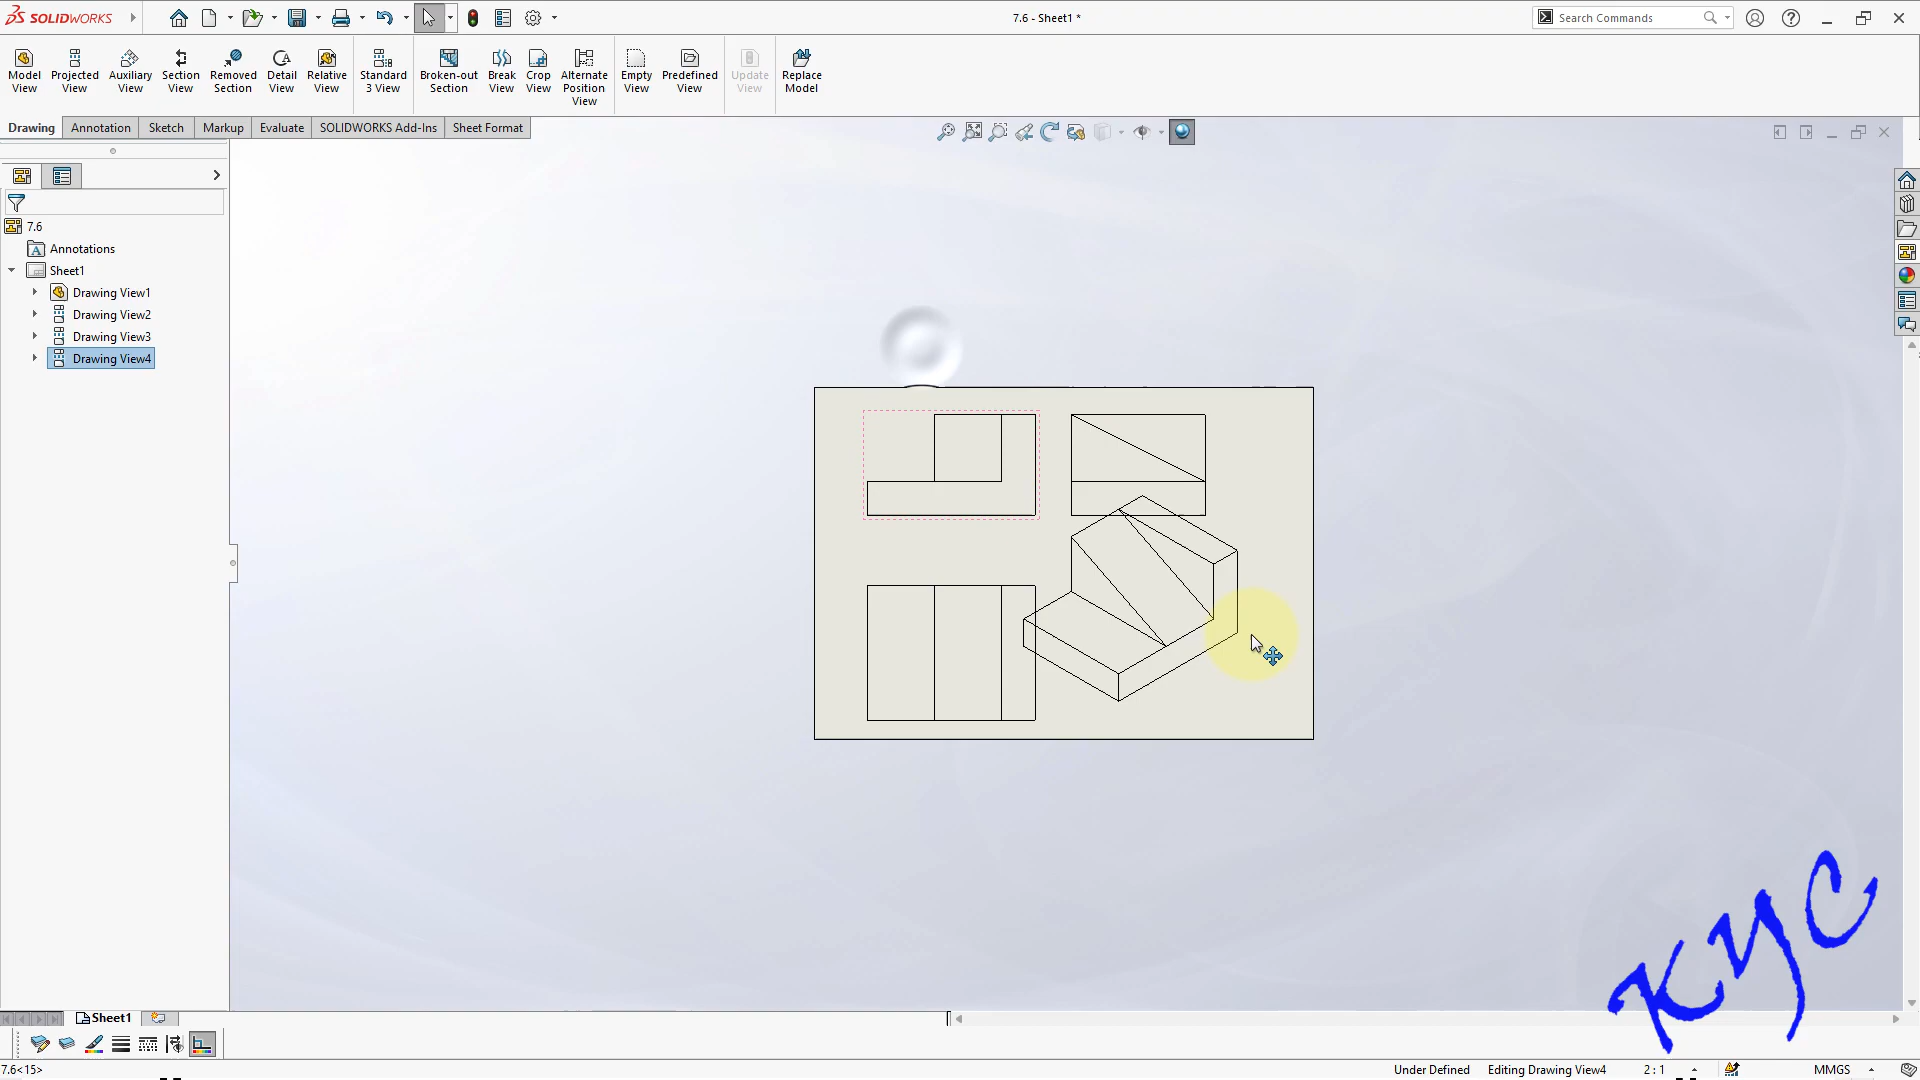 SOLIDWORKS
7.6 - Sheet1 *
Search Commands
Model View
Projected View
Auxiliary View
Section View
Removed Section
Detail View
Relative View
Standard 3 View
Broken-out Section
Break View
Crop View
Alternate Position View
Empty View
Predefined View
Update View
Replace Model
Drawing
Annotation
Sketch
Markup
Evaluate
SOLIDWORKS Add-Ins
Sheet Format
7.6
Annotations
Sheet1
Drawing View1
Drawing View2
Drawing View3
Drawing View4
KYC
Sheet1
7.6<15>
Under Defined
Editing Drawing View4
2 : 1
MMGS